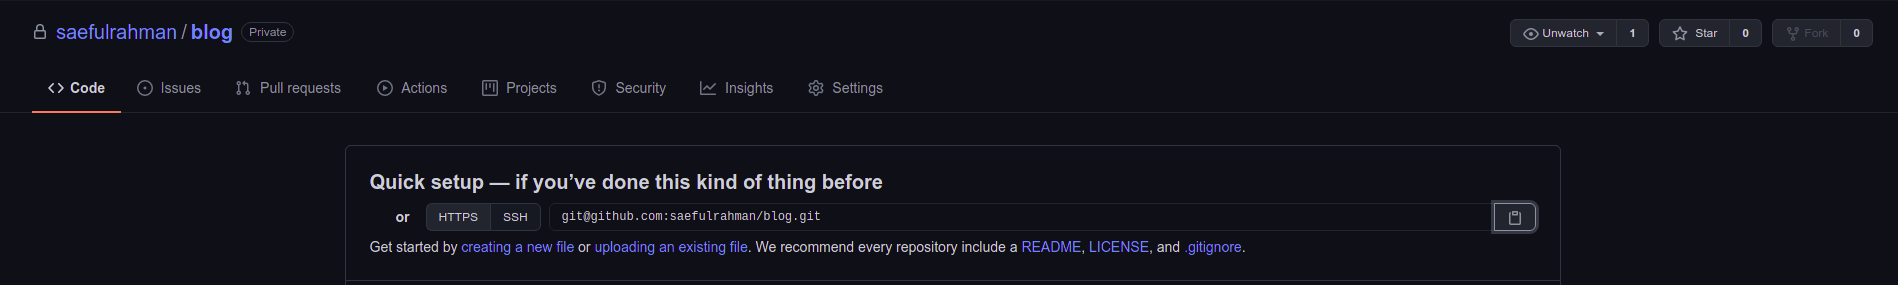 saefulrahman / blog Private
Unwatch 1 Star 0 Fork 0
Code Issues Pull requests Actions Projects Security Insights Settings
Quick setup — if you’ve done this kind of thing before
or HTTPS SSH git@github.com:saefulrahman/blog.git
Get started by creating a new file or uploading an existing file. We recommend every repository include a README, LICENSE, and .gitignore.